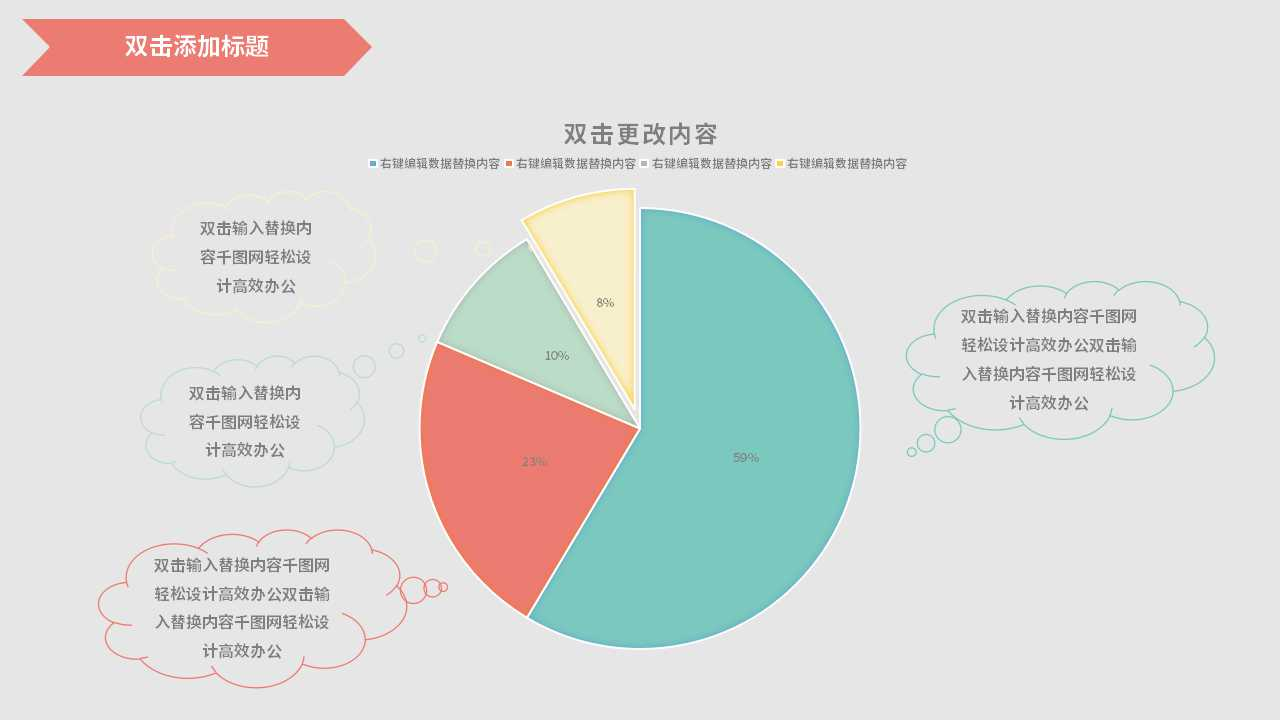 双击添加标题
双击更改内容
右键编辑数据替换内容 右键编辑数据替换内容 右键编辑数据替换内容 右键编辑数据替换内容
双击输入替换内
容千图网轻松设
计高效办公
8%
10%
23%
59%
双击输入替换内容千图网
轻松设计高效办公双击输
入替换内容千图网轻松设
计高效办公
双击输入替换内
容千图网轻松设
计高效办公
双击输入替换内容千图网
轻松设计高效办公双击输
入替换内容千图网轻松设
计高效办公